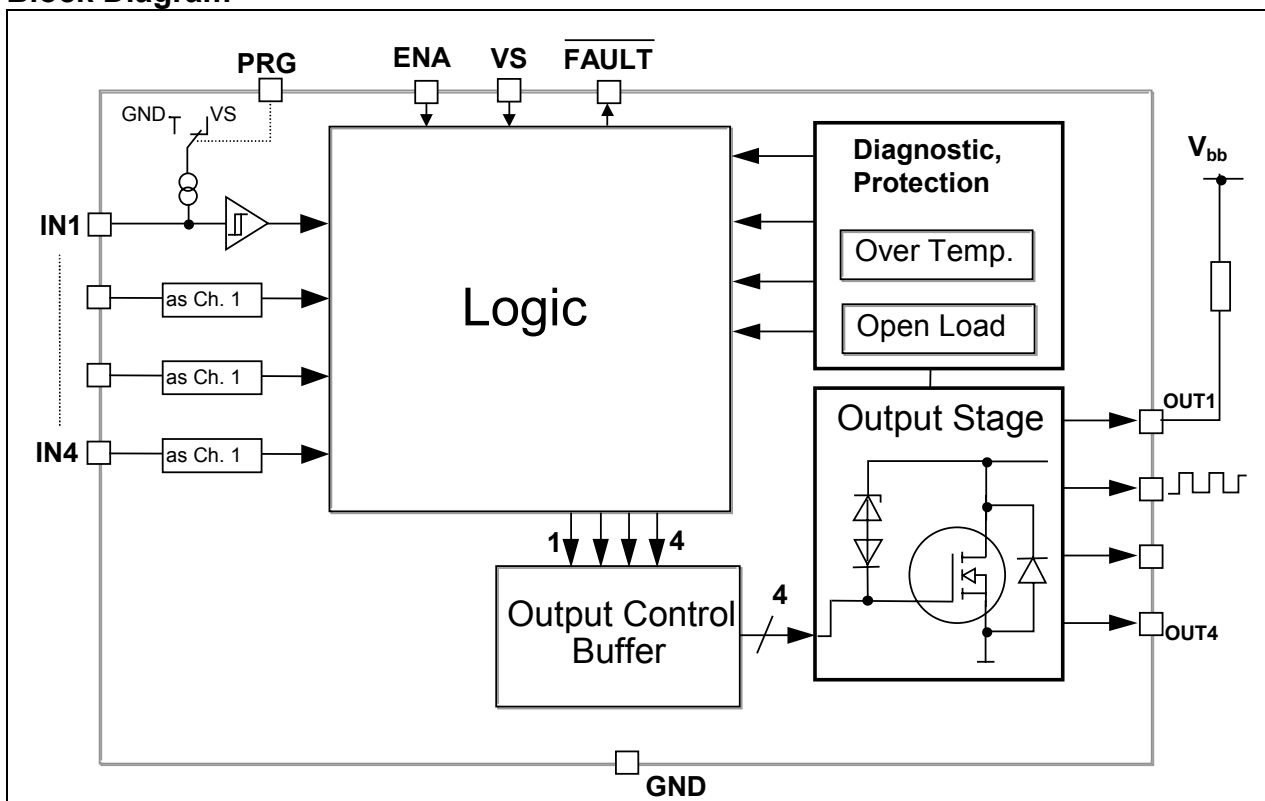 Block Diagram
PRG
ENA
VS
FAULT
GND
VS
IN1
as Ch. 1
as Ch. 1
IN4
as Ch. 1
Logic
Diagnostic,
Protection
Over Temp.
Open Load
Vbb
Output Stage
OUT1
OUT4
1
4
Output Control
Buffer
4
GND